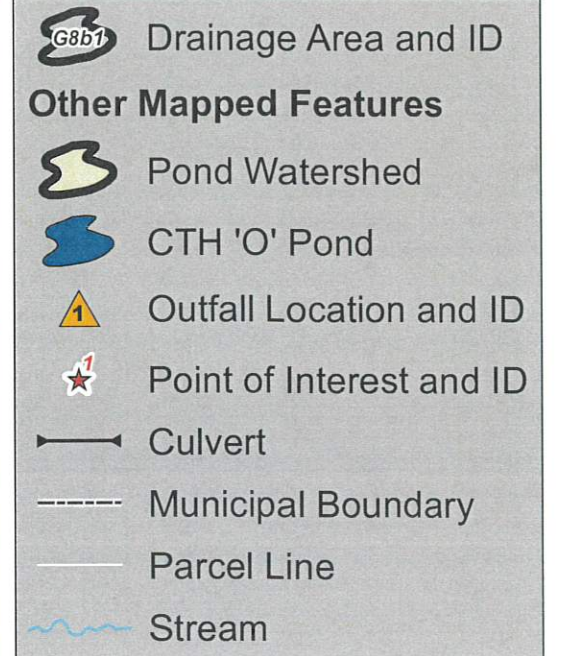 G8b1 Drainage Area and ID
Other Mapped Features
Pond Watershed
CTH 'O' Pond
1 Outfall Location and ID
1 Point of Interest and ID
Culvert
Municipal Boundary
Parcel Line
Stream